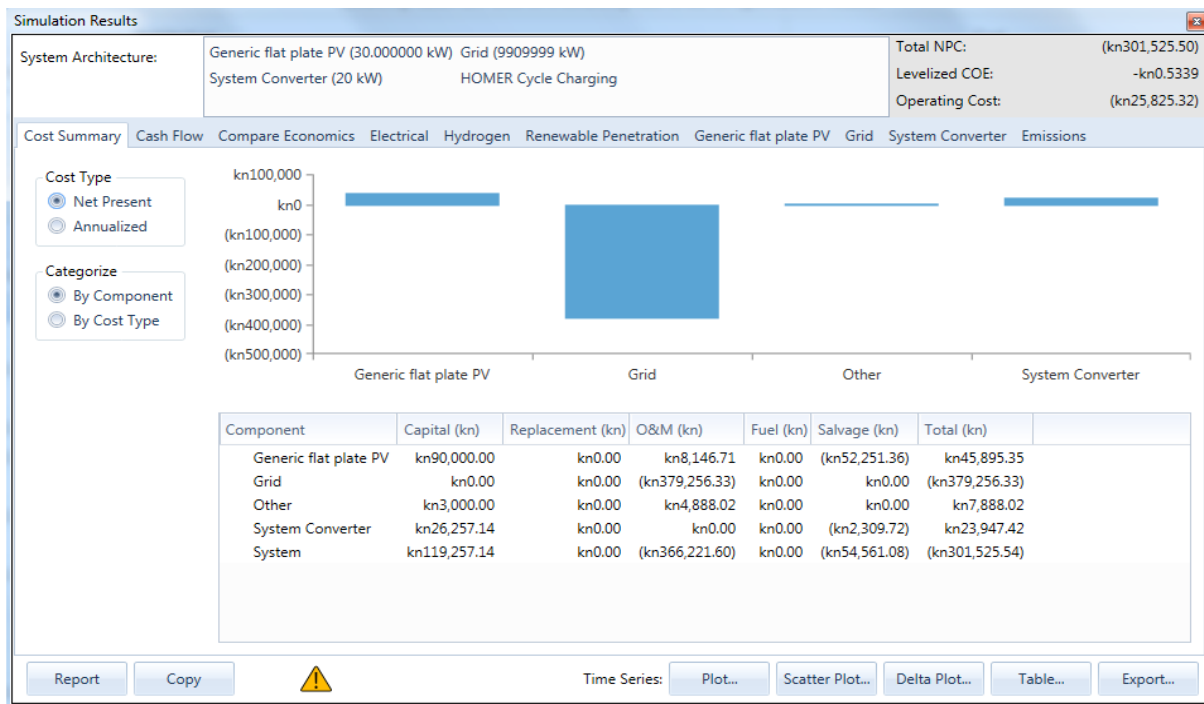 Simulation Results
System Architecture:
Generic flat plate PV (30.000000 kW) Grid (9909999 kW)
System Converter (20 kW) HOMER Cycle Charging
Total NPC: (kn301,525.50)
Levelized COE: -kn0.5339
Operating Cost: (kn25,825.32)
Cost Summary Cash Flow Compare Economics Electrical Hydrogen Renewable Penetration Generic flat plate PV Grid System Converter Emissions
Cost Type
Net Present
Annualized
Categorize
By Component
By Cost Type
kn100,000
kn0
(kn100,000)
(kn200,000)
(kn300,000)
(kn400,000)
(kn500,000)
Generic flat plate PV Grid Other System Converter
Component Capital (kn) Replacement (kn) O&M (kn) Fuel (kn) Salvage (kn) Total (kn)
Generic flat plate PV kn90,000.00 kn0.00 kn8,146.71 kn0.00 (kn52,251.36) kn45,895.35
Grid kn0.00 kn0.00 (kn379,256.33) kn0.00 kn0.00 (kn379,256.33)
Other kn3,000.00 kn0.00 kn4,888.02 kn0.00 kn0.00 kn7,888.02
System Converter kn26,257.14 kn0.00 kn0.00 kn0.00 (kn2,309.72) kn23,947.42
System kn119,257.14 kn0.00 (kn366,221.60) kn0.00 (kn54,561.08) (kn301,525.54)
Report Copy Time Series: Plot... Scatter Plot... Delta Plot... Table... Export...